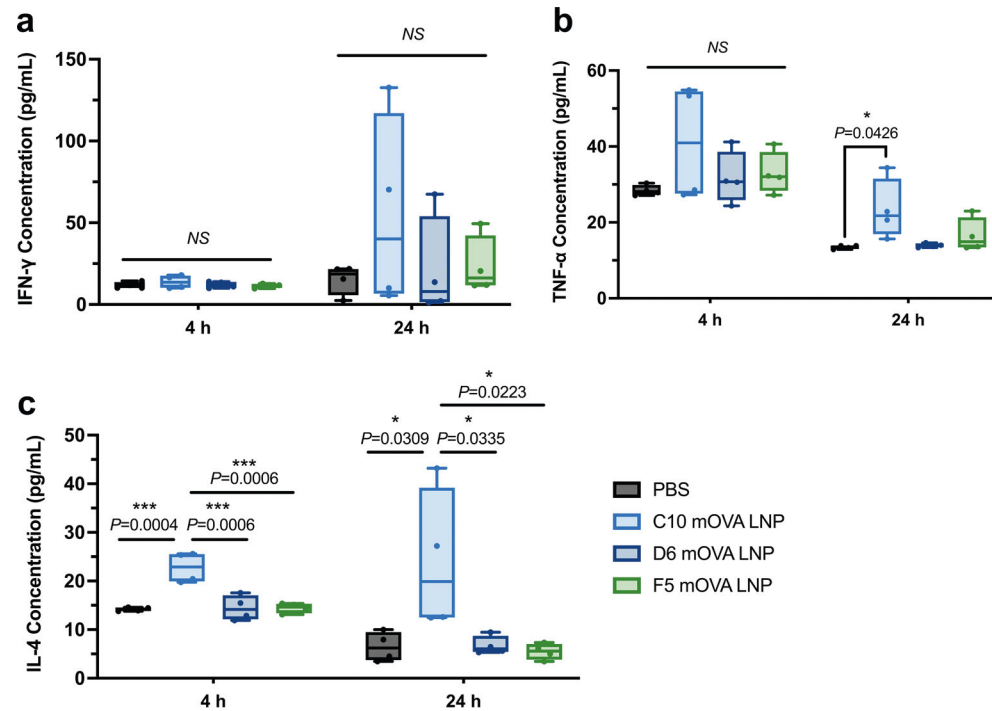 a
IFN-γ Concentration (pg/mL)
150
100
50
0
NS
NS
4 h
24 h
b
TNF-α Concentration (pg/mL)
60
40
20
0
NS
*
P=0.0426
4 h
24 h
c
IL-4 Concentration (pg/mL)
50
40
30
20
10
0
***
P=0.0004
***
P=0.0006
***
P=0.0006
*
P=0.0309
*
P=0.0335
*
P=0.0223
4 h
24 h
PBS
C10 mOVA LNP
D6 mOVA LNP
F5 mOVA LNP